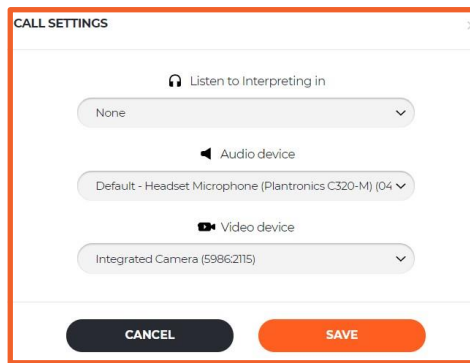 CALL SETTINGS
Listen to Interpreting in
None
Audio device
Default - Headset Microphone (Plantronics C320-M) (04
Video device
Integrated Camera (5986:2115)
CANCEL
SAVE